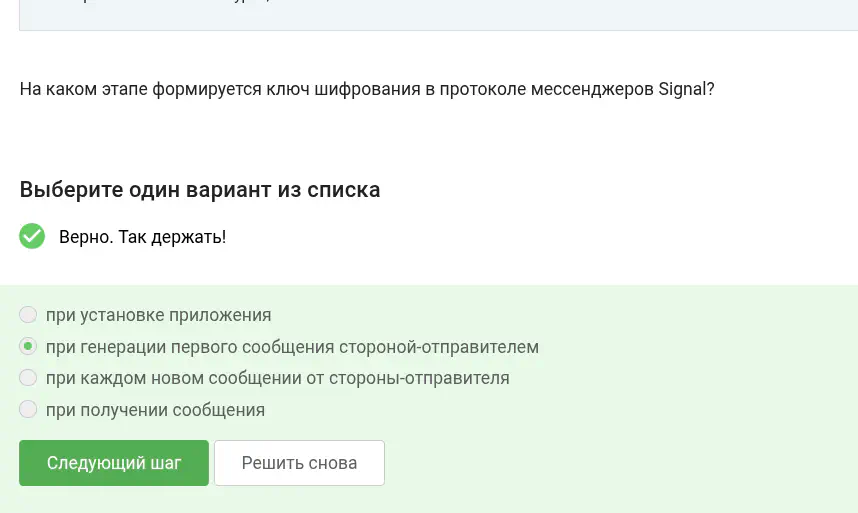 На каком этапе формируется ключ шифрования в протоколе мессенджеров Signal?
Выберите один вариант из списка
Верно. Так держать!
при установке приложения
при генерации первого сообщения стороной-отправителем
при каждом новом сообщении от стороны-отправителя
при получении сообщения
Следующий шаг
Решить снова